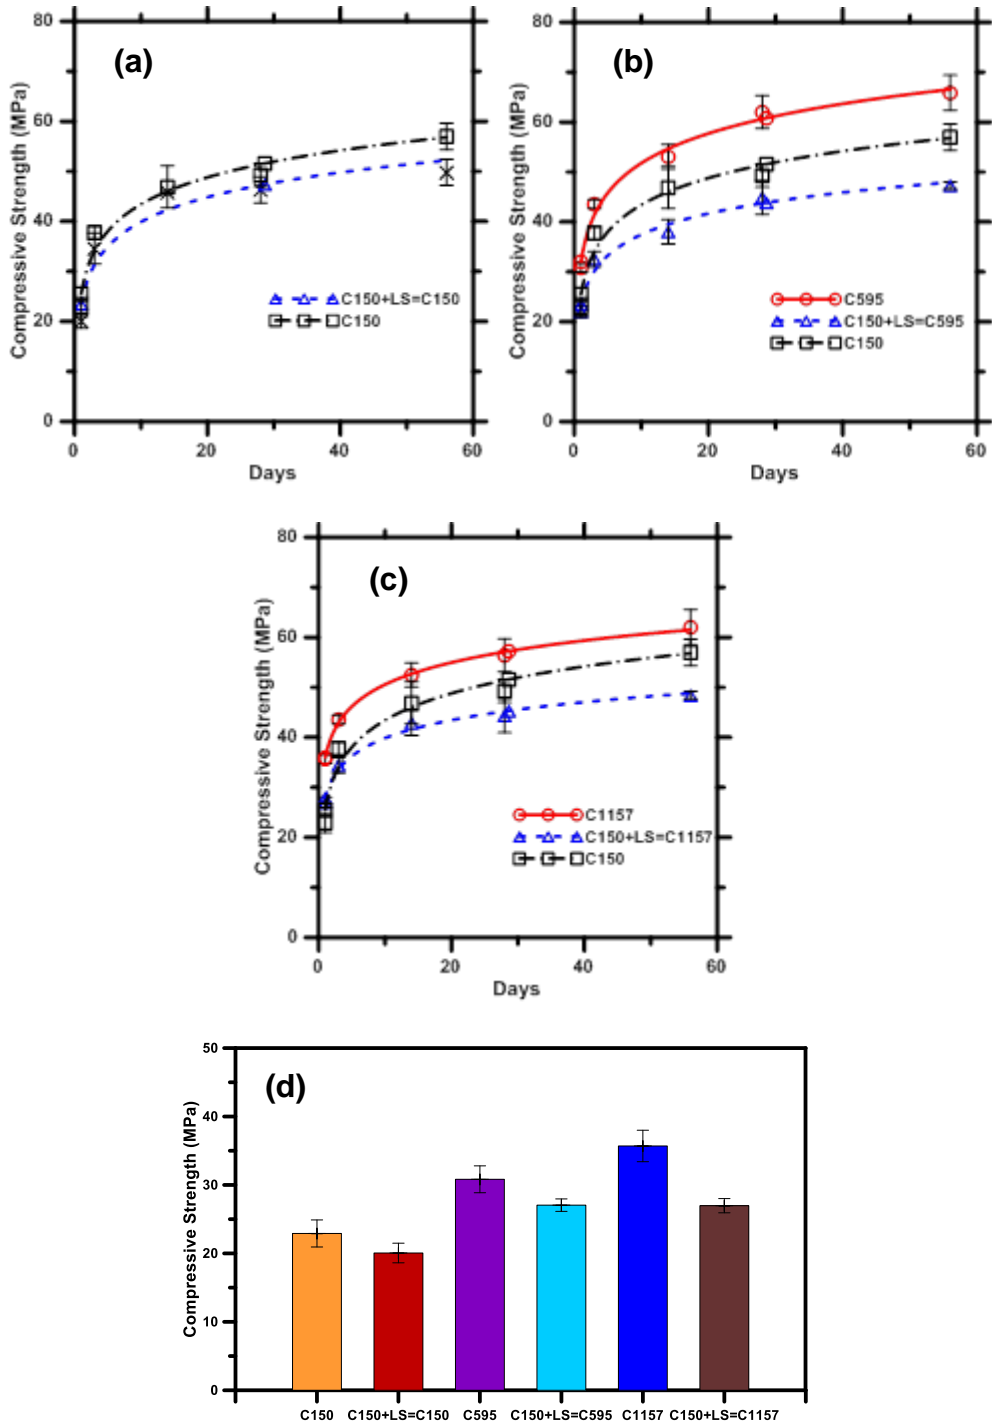 (a)
80
60
40
20
0
Compressive Strength (MPa)
C150+LS=C150
C150
0 20 40 60
Days
(b)
80
60
40
20
0
Compressive Strength (MPa)
C595
C150+LS=C595
C150
0 20 40 60
Days
(c)
80
60
40
20
0
Compressive Strength (MPa)
C1157
C150+LS=C1157
C150
0 20 40 60
Days
(d)
50
40
30
20
10
0
Compressive Strength (MPa)
C150 C150+LS=C150 C595 C150+LS=C595 C1157 C150+LS=C1157